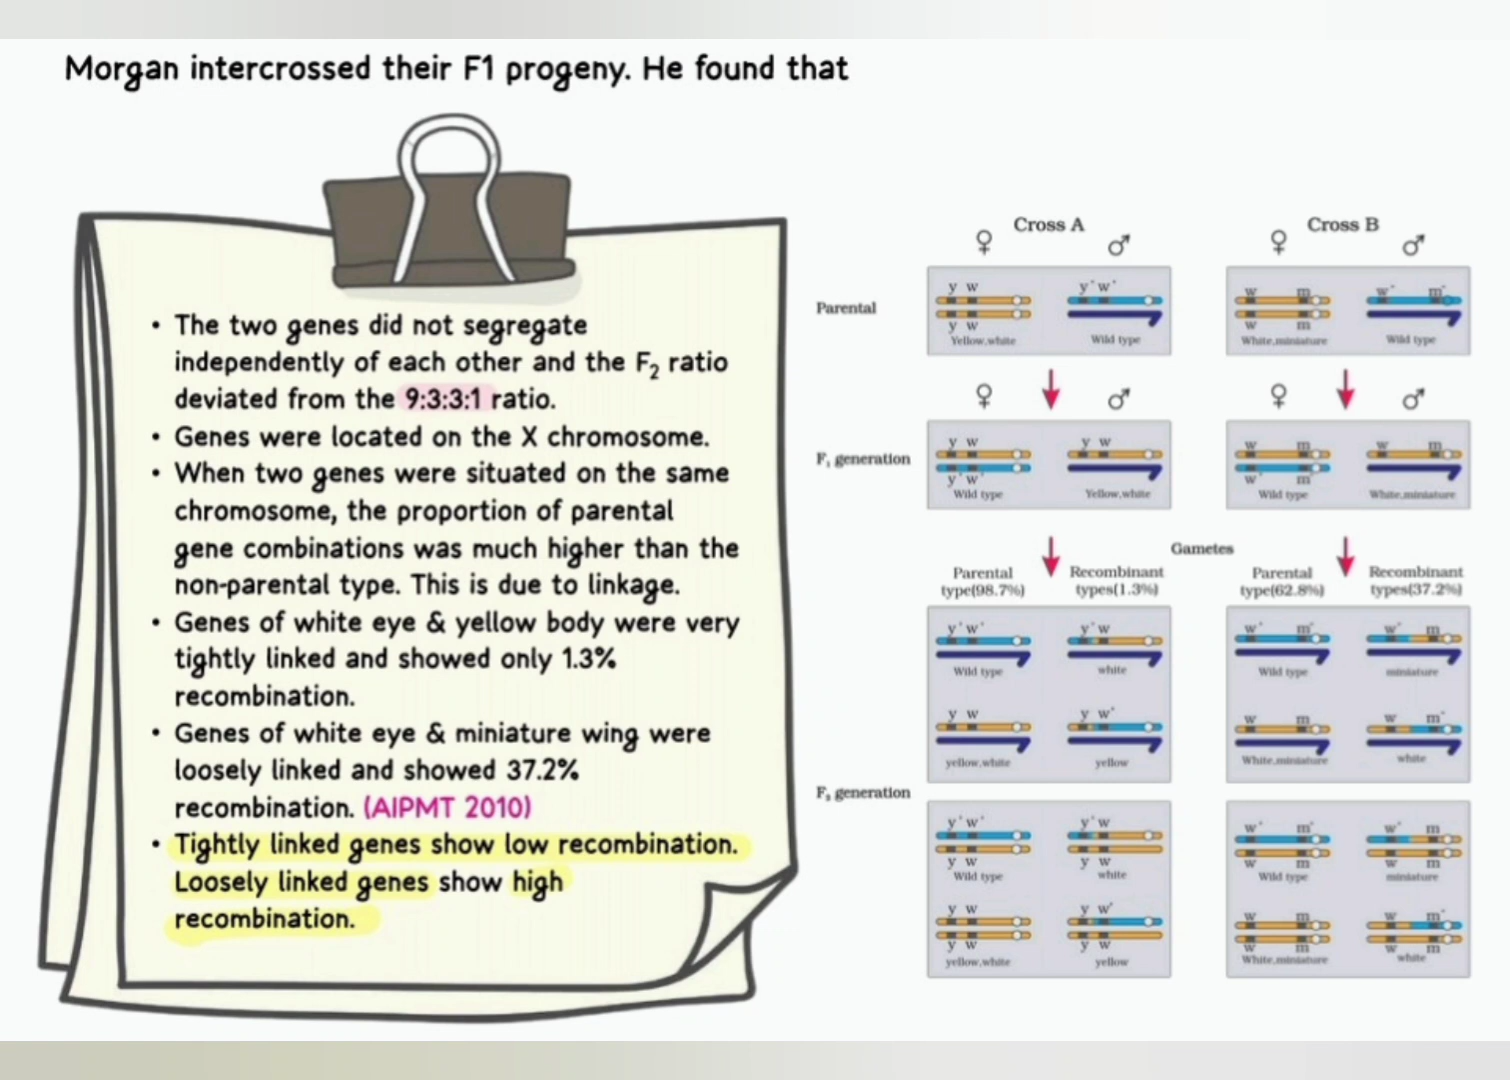 Morgan intercrossed their F1 progeny. He found that
• The two genes did not segregate
independently of each other and the F₂ ratio
deviated from the 9:3:3:1 ratio.
• Genes were located on the X chromosome.
• When two genes were situated on the same
chromosome, the proportion of parental
gene combinations was much higher than the
non-parental type. This is due to linkage.
• Genes of white eye & yellow body were very
tightly linked and showed only 1.3%
recombination.
• Genes of white eye & miniature wing were
loosely linked and showed 37.2%
recombination. (AIPMT 2010)
• Tightly linked genes show low recombination.
Loosely linked genes show high
recombination.
♀ Cross A ♂
♀ Cross B ♂
Parental
y w
y⁺ w⁺
y w
Yellow,white
Wild type
w m
w⁺ m⁺
w m
White,miniature
Wild type
♀ ♂
♀ ♂
F₁ generation
y w
y w
y⁺ w⁺
Wild type
Yellow,white
w m
w m
w⁺ m⁺
Wild type
White,miniature
Gametes
Parental
type(98.7%)
Recombinant
types(1.3%)
Parental
type(62.8%)
Recombinant
types(37.2%)
y⁺ w⁺
y⁺ w
Wild type
white
y w
y w⁺
yellow,white
yellow
w⁺ m⁺
w⁺ m
Wild type
miniature
w m
w m⁺
White,miniature
white
F₂ generation
y⁺ w⁺
y⁺ w
y w
y w
Wild type
white
y w
y w⁺
y w
y w
yellow,white
yellow
w⁺ m⁺
w⁺ m
w m
w m
Wild type
miniature
w m
w m⁺
w m
w m
White,miniature
white